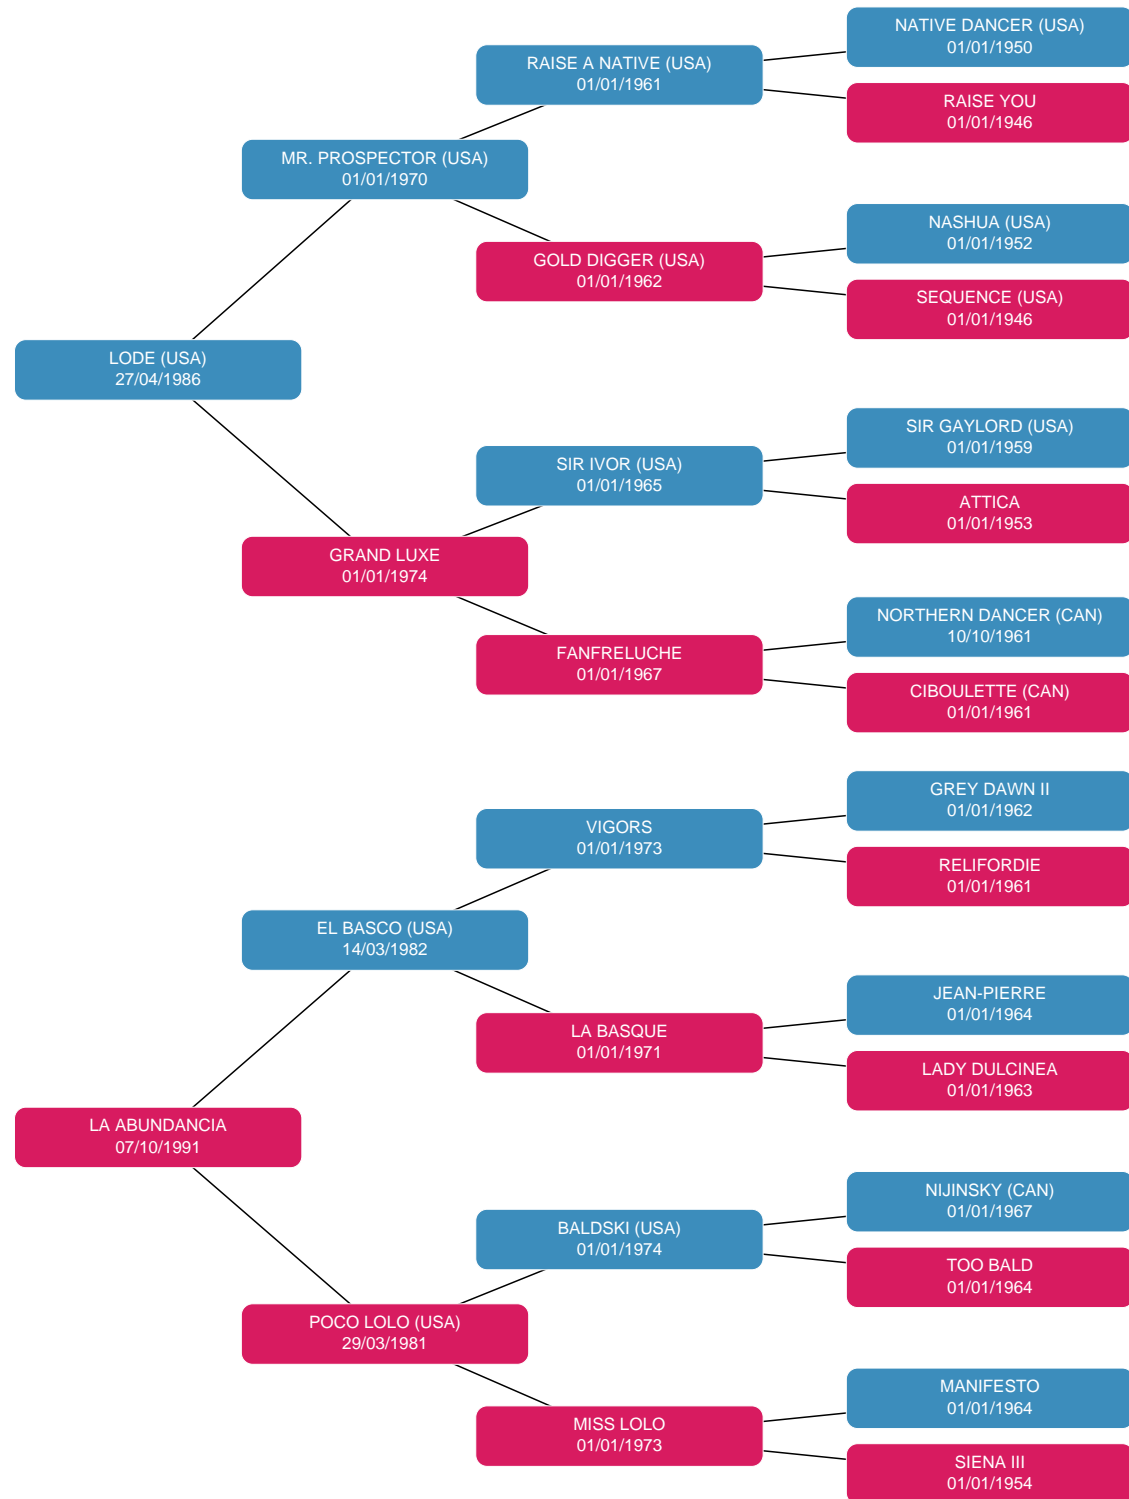 NATIVE DANCER (USA)
01/01/1950
RAISE A NATIVE (USA)
01/01/1961
RAISE YOU
01/01/1946
MR. PROSPECTOR (USA)
01/01/1970
NASHUA (USA)
01/01/1952
GOLD DIGGER (USA)
01/01/1962
SEQUENCE (USA)
01/01/1946
LODE (USA)
27/04/1986
SIR GAYLORD (USA)
01/01/1959
SIR IVOR (USA)
01/01/1965
ATTICA
01/01/1953
GRAND LUXE
01/01/1974
NORTHERN DANCER (CAN)
10/10/1961
FANFRELUCHE
01/01/1967
CIBOULETTE (CAN)
01/01/1961
GREY DAWN II
01/01/1962
VIGORS
01/01/1973
RELIFORDIE
01/01/1961
EL BASCO (USA)
14/03/1982
JEAN-PIERRE
01/01/1964
LA BASQUE
01/01/1971
LADY DULCINEA
01/01/1963
LA ABUNDANCIA
07/10/1991
NIJINSKY (CAN)
01/01/1967
BALDSKI (USA)
01/01/1974
TOO BALD
01/01/1964
POCO LOLO (USA)
29/03/1981
MANIFESTO
01/01/1964
MISS LOLO
01/01/1973
SIENA III
01/01/1954